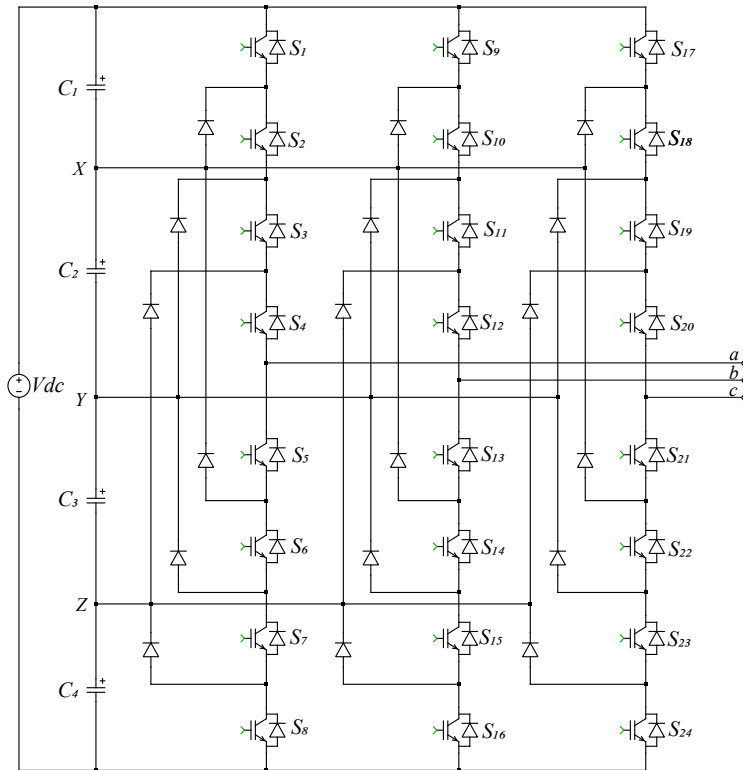 S1 S9 S17
C1
S2 S10 S18
X
S3 S11 S19
C2
S4 S12 S20
a
b
Vdc
Y c
S5 S13 S21
C3
S6 S14 S22
Z
S7 S15 S23
C4
S8 S16 S24